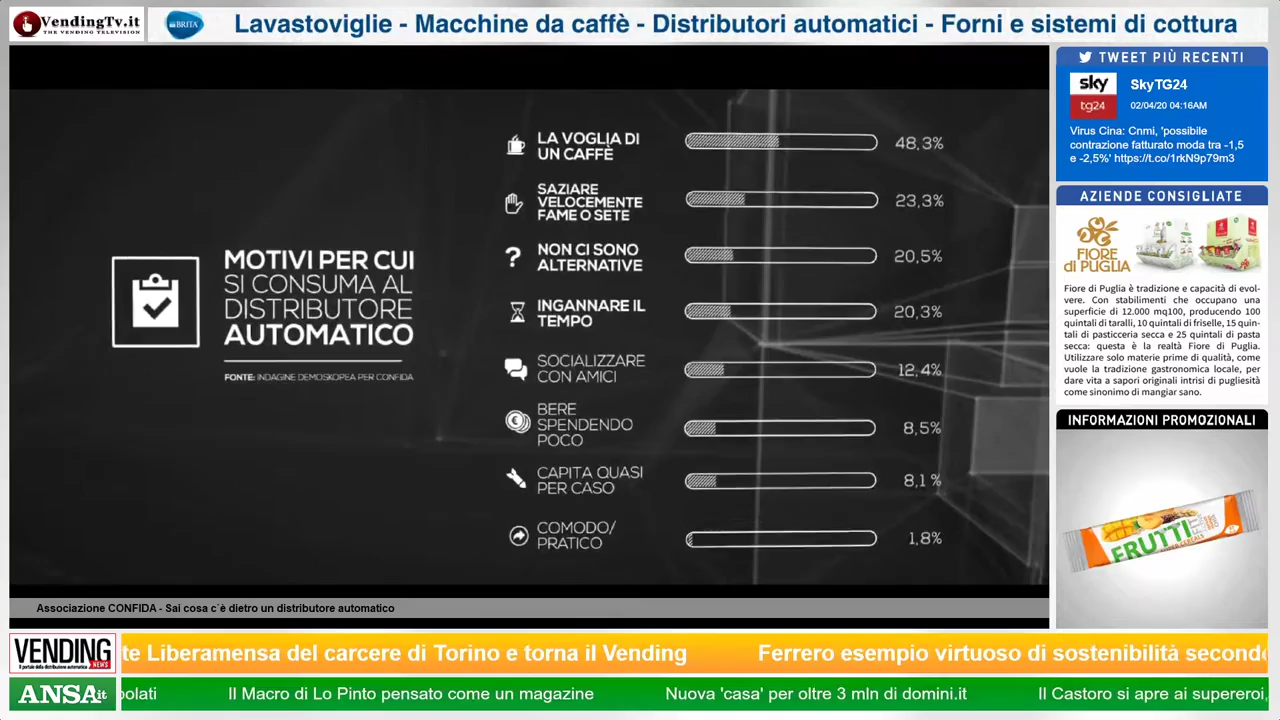 VendingTv.it
THE VENDING TELEVISION
BRITA
Lavastoviglie - Macchine da caffè - Distributori automatici - Forni e sistemi di cottura
MOTIVI PER CUI
SI CONSUMA AL
DISTRIBUTORE
AUTOMATICO
FONTE: INDAGINE DEMOSKOPEA PER CONFIDA
LA VOGLIA DI
UN CAFFÈ
48,3%
SAZIARE
VELOCEMENTE
FAME O SETE
23,3%
NON CI SONO
ALTERNATIVE
20,5%
INGANNARE IL
TEMPO
20,3%
SOCIALIZZARE
CON AMICI
12,4%
BERE
SPENDENDO
POCO
8,5%
CAPITA QUASI
PER CASO
8,1 %
COMODO/
PRATICO
1,8%
Associazione CONFIDA - Sai cosa c`è dietro un distributore automatico
TWEET PIÙ RECENTI
sky
tg24
SkyTG24
02/04/20 04:16AM
Virus Cina: Cnmi, 'possibile
contrazione fatturato moda tra -1,5
e -2,5%' https://t.co/1rkN9p79m3
AZIENDE CONSIGLIATE
FIORE
di PUGLIA
Fiore di Puglia è tradizione e capacità di evol-
vere. Con stabilimenti che occupano una
superficie di 12.000 mq100, producendo 100
quintali di taralli, 10 quintali di friselle, 15 quin-
tali di pasticceria secca e 25 quintali di pasta
secca: questa è la realtà Fiore di Puglia.
Utilizzare solo materie prime di qualità, come
vuole la tradizione gastronomica locale, per
dare vita a sapori originali intrisi di pugliesità
come sinonimo di mangiar sano.
INFORMAZIONI PROMOZIONALI
FRUTTI
VENDING
NEWS
Il portale della distribuzione automatica
te Liberamensa del carcere di Torino e torna il Vending Ferrero esempio virtuoso di sostenibilità second
ANSA.it
polati Il Macro di Lo Pinto pensato come un magazine Nuova 'casa' per oltre 3 mln di domini.it Il Castoro si apre ai supereroi,